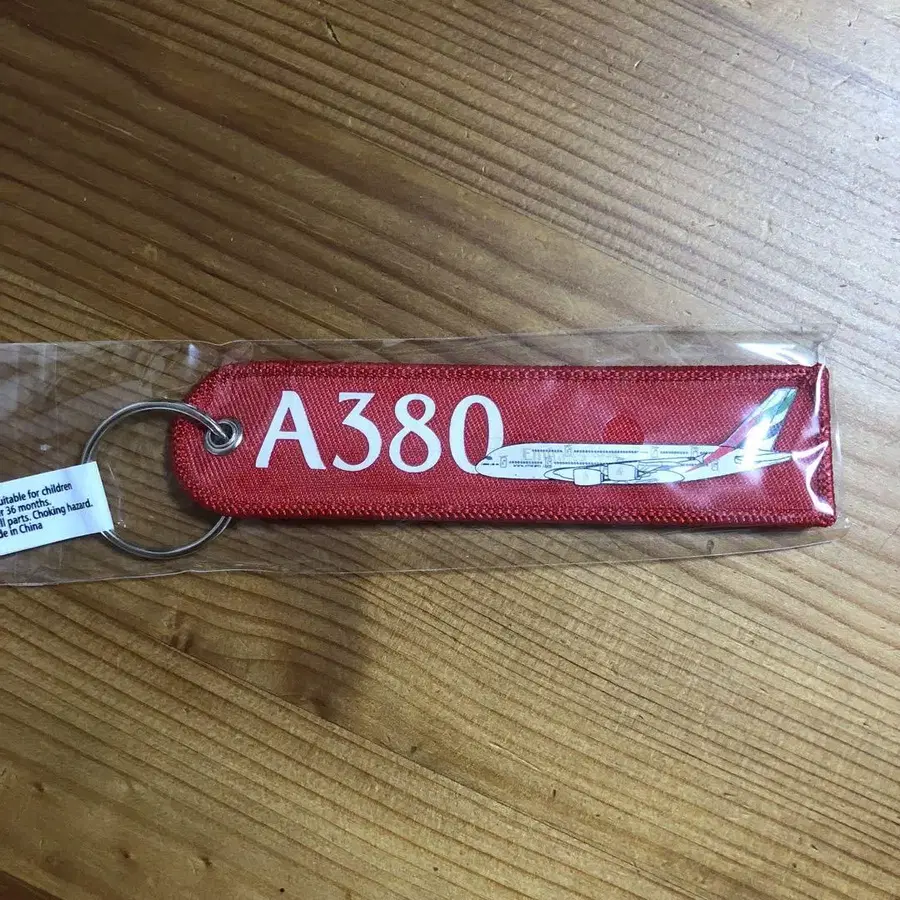 A380
uitable for children
r 36 months.
ll parts. Choking hazard.
de in China